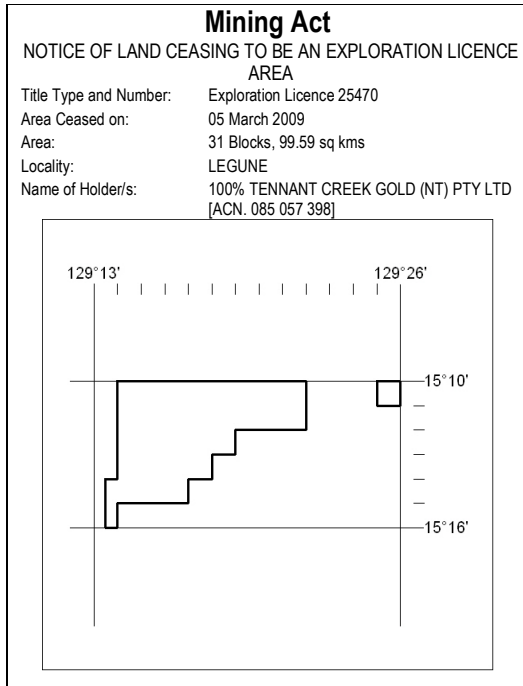 Mining Act
NOTICE OF LAND CEASING TO BE AN EXPLORATION LICENCE
AREA
Title Type and Number: Exploration Licence 25470
Area Ceased on: 05 March 2009
Area: 31 Blocks, 99.59 sq kms
Locality: LEGUNE
Name of Holder/s: 100% TENNANT CREEK GOLD (NT) PTY LTD
[ACN. 085 057 398]
129°13' 129°26'
15°10'
15°16'